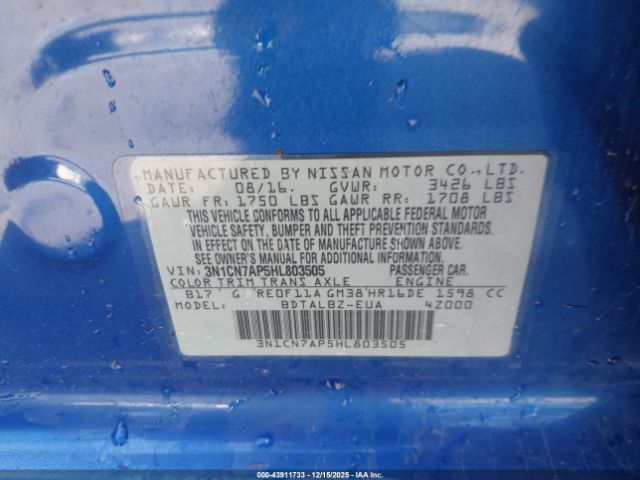 MANUFACTURED BY NISSAN MOTOR CO., LTD.
DATE: 08/16. GVWR: 3426 LBS
GAWR FR: 1750 LBS GAWR RR: 1708 LBS
THIS VEHICLE CONFORMS TO ALL APPLICABLE FEDERAL MOTOR
VEHICLE SAFETY, BUMPER, AND THEFT PREVENTION STANDARDS
IN EFFECT ON THE DATE OF MANUFACTURE SHOWN ABOVE.
SEE OWNER'S MANUAL FOR ADDITIONAL INFORMATION.
VIN: 3N1CN7AP5HL803505 PASSENGER CAR.
COLOR TRIM TRANS AXLE ENGINE
B17 G RE0F11A GM38 HR16DE 1598 CC
MODEL: BDTALBZ-EUA 4Z000
3N1CN7AP5HL803505
000-43911733 - 12/15/2025 - IAAI.com